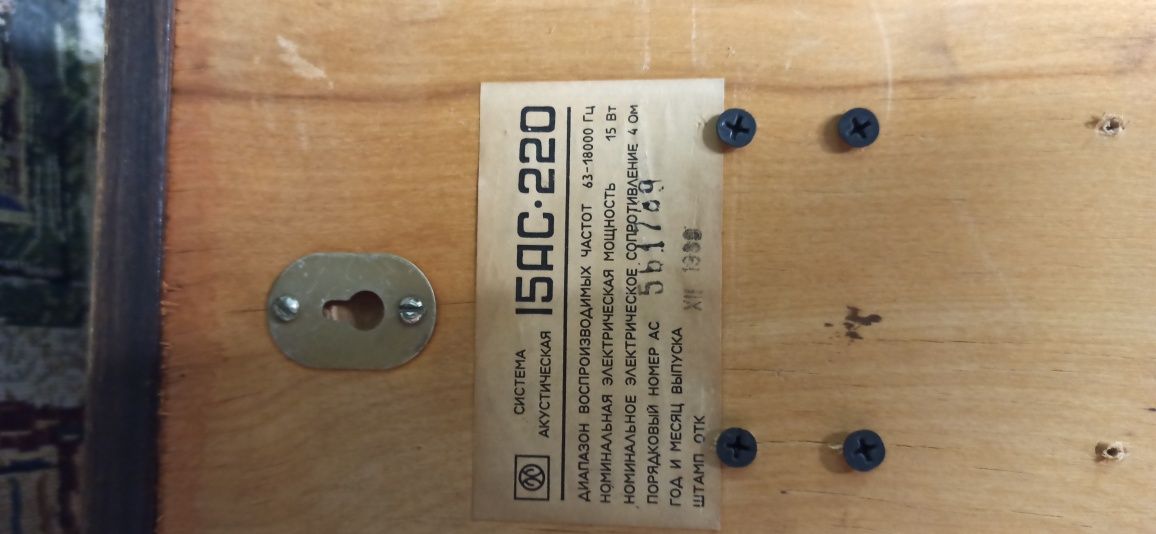 СИСТЕМА
АКУСТИЧЕСКАЯ 15АС·220
ДИАПАЗОН ВОСПРОИЗВОДИМЫХ ЧАСТОТ 63-18000 Гц
НОМИНАЛЬНАЯ ЭЛЕКТРИЧЕСКАЯ МОЩНОСТЬ 15 Вт
НОМИНАЛЬНОЕ ЭЛЕКТРИЧЕСКОЕ СОПРОТИВЛЕНИЕ 4 Ом
ПОРЯДКОВЫЙ НОМЕР АС 561769
ГОД И МЕСЯЦ ВЫПУСКА XII
ШТАМП ОТК